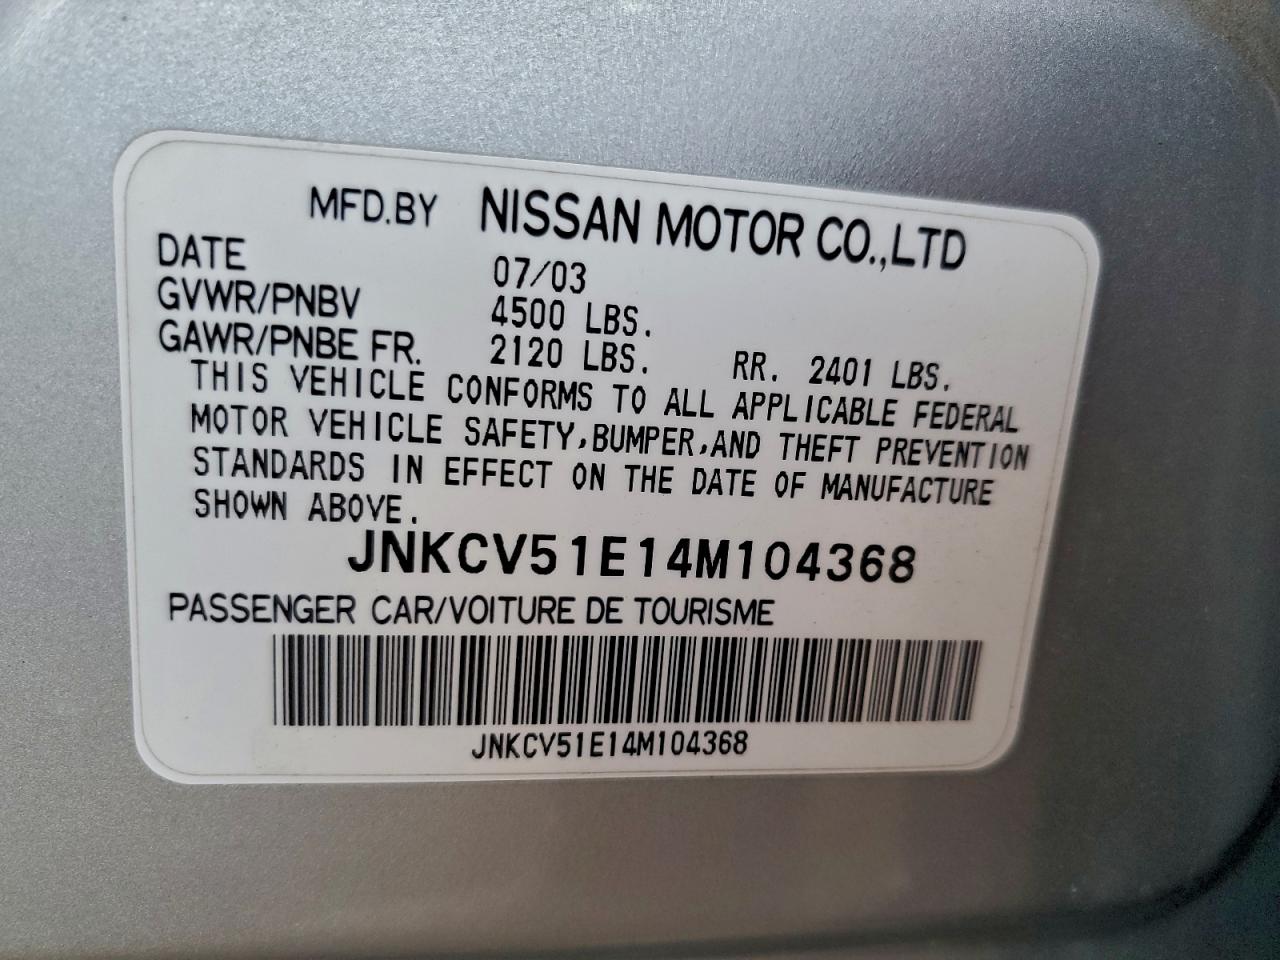 MFD.BY NISSAN MOTOR CO.,LTD
DATE 07/03
GVWR/PNBV 4500 LBS.
GAWR/PNBE FR. 2120 LBS. RR. 2401 LBS.
THIS VEHICLE CONFORMS TO ALL APPLICABLE FEDERAL
MOTOR VEHICLE SAFETY,BUMPER,AND THEFT PREVENTION
STANDARDS IN EFFECT ON THE DATE OF MANUFACTURE
SHOWN ABOVE.
JNKCV51E14M104368
PASSENGER CAR/VOITURE DE TOURISME
JNKCV51E14M104368